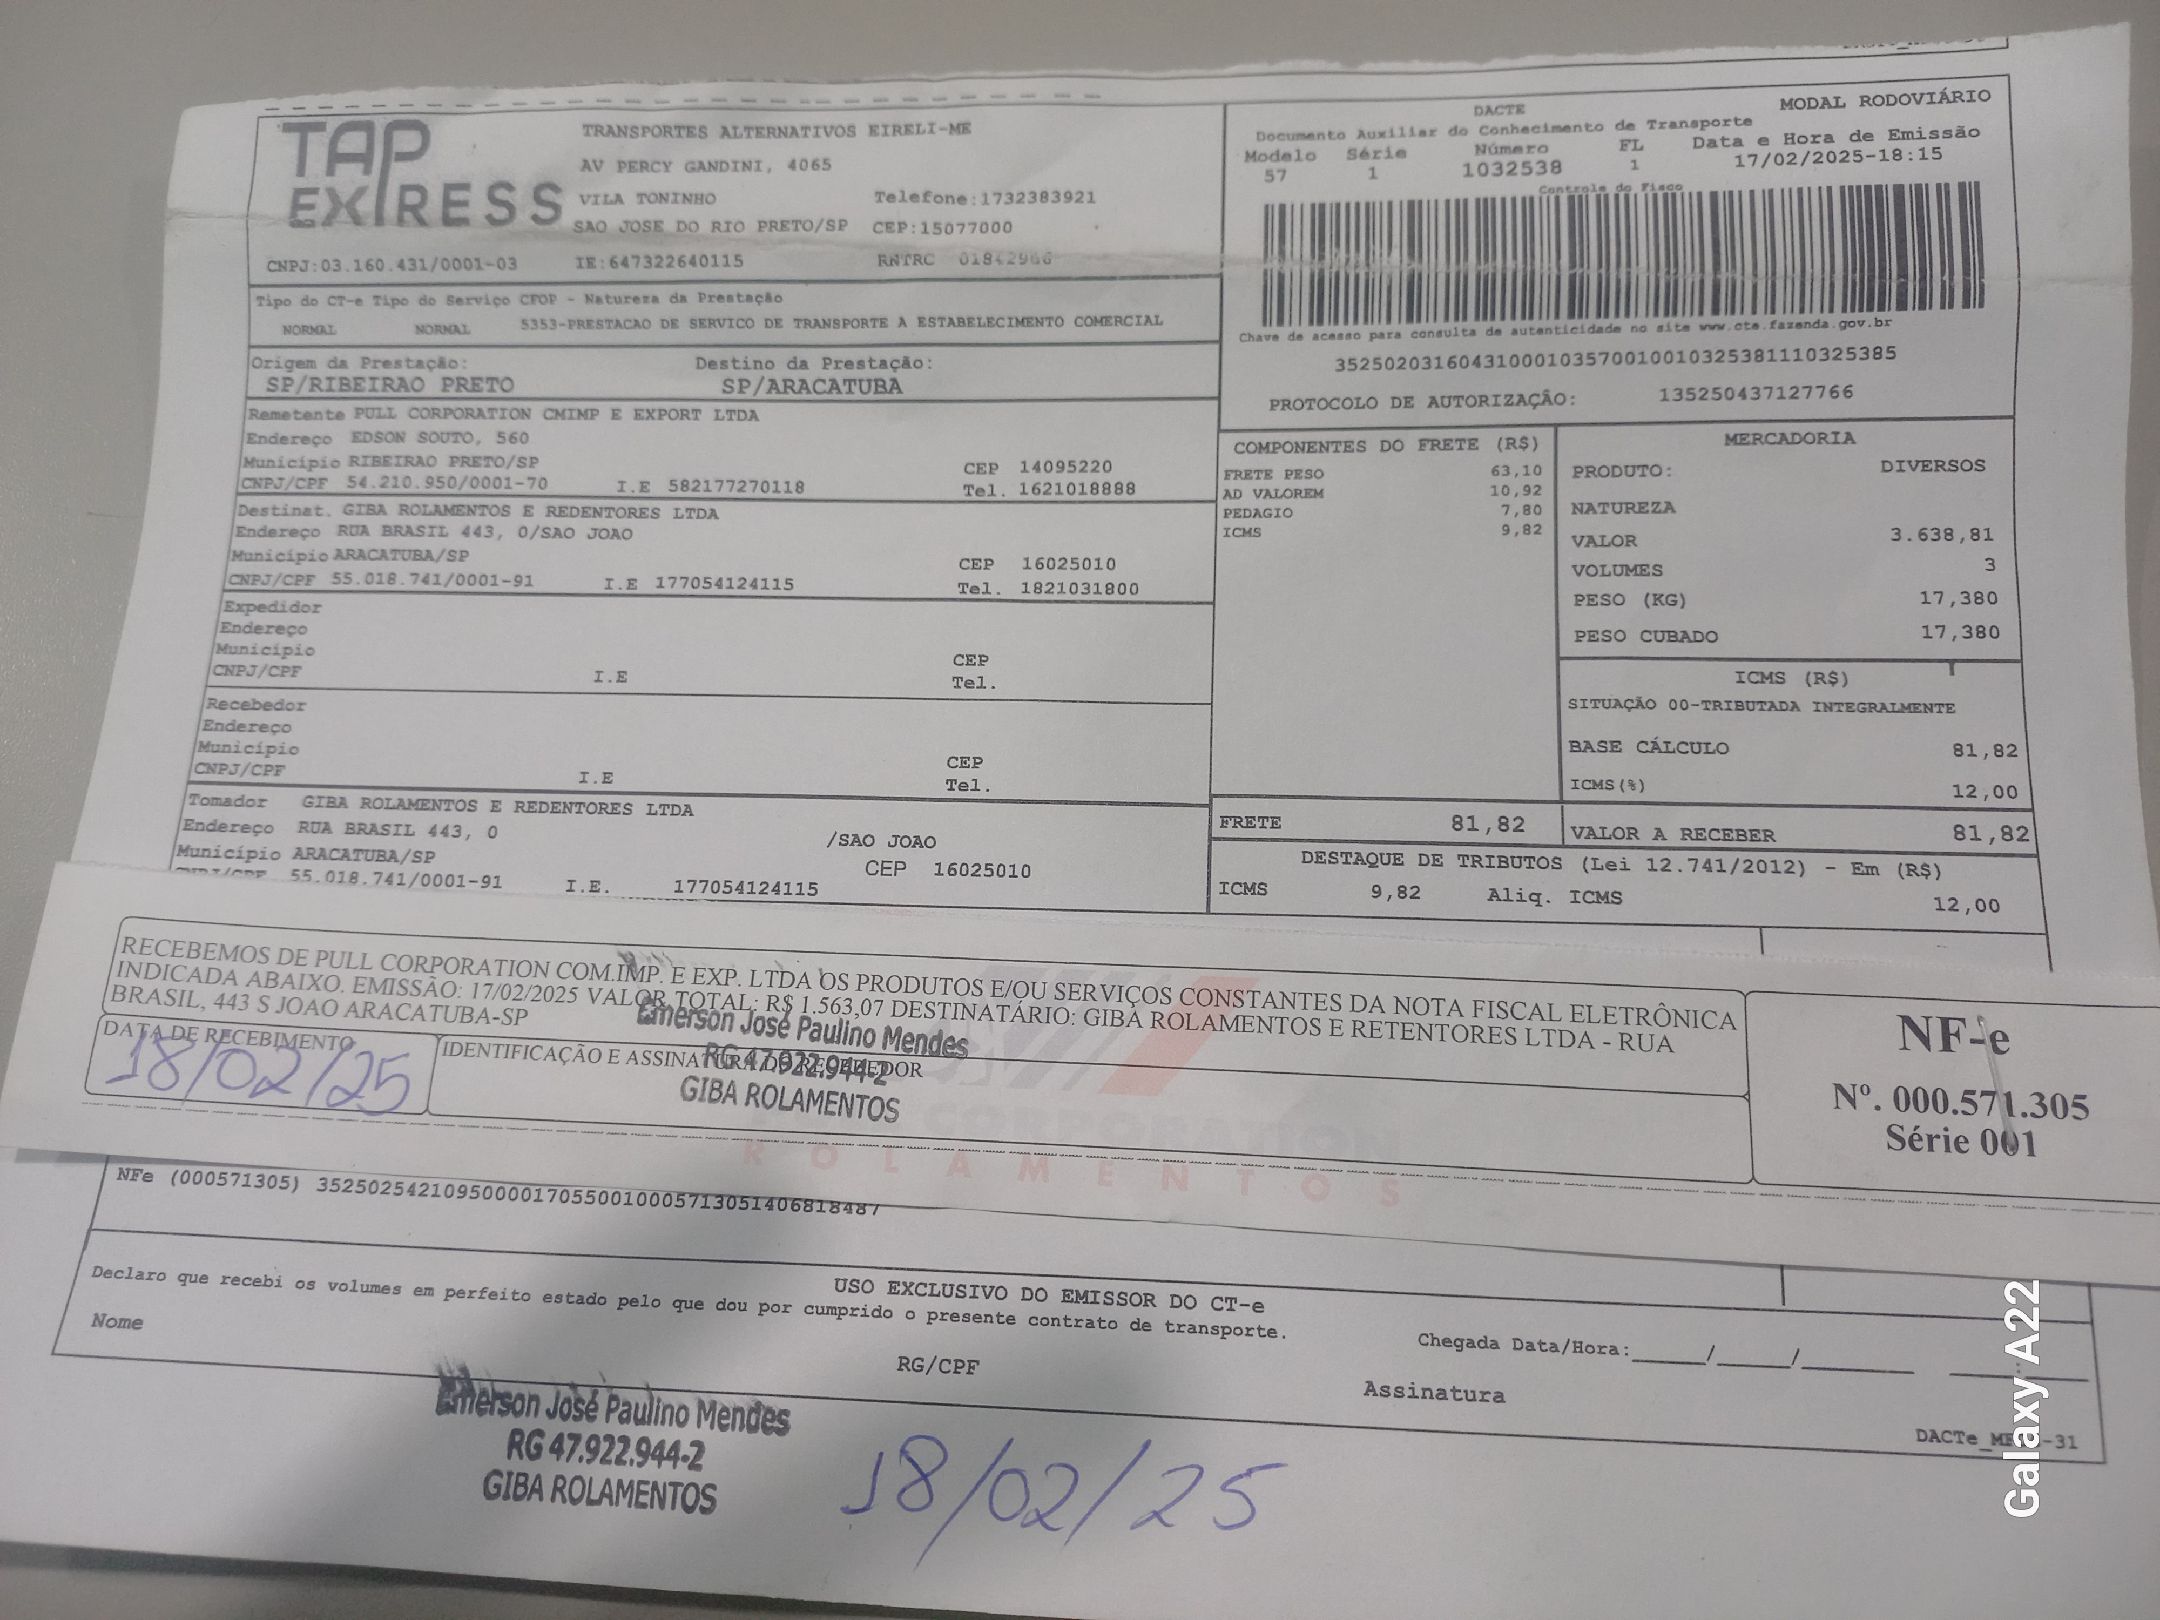 TAP EXPRESS
TRANSPORTES ALTERNATIVOS EIRELI-ME
AV PERCY GANDINI, 4065
VILA TONINHO Telefone:1732383921
SAO JOSE DO RIO PRETO/SP CEP:15077000
CNPJ:03.160.431/0001-03 IE:647322640115 RNTRC 01842966
DACTE MODAL RODOVIÁRIO
Documento Auxiliar do Conhecimento de Transporte
Modelo Série Número FL Data e Hora de Emissão
57 1 1032538 1 17/02/2025-18:15
Controle do Fisco
Chave de acesso para consulta de autenticidade no site www.cte.fazenda.gov.br
35250203160431000103570010010325381110325385
PROTOCOLO DE AUTORIZAÇÃO: 135250437127766
Tipo do CT-e Tipo do Serviço CFOP - Natureza da Prestação
NORMAL NORMAL 5353-PRESTACAO DE SERVICO DE TRANSPORTE A ESTABELECIMENTO COMERCIAL
Origem da Prestação: Destino da Prestação:
SP/RIBEIRAO PRETO SP/ARACATUBA
Remetente PULL CORPORATION CMIMP E EXPORT LTDA
Endereço EDSON SOUTO, 560
Município RIBEIRAO PRETO/SP CEP 14095220
CNPJ/CPF 54.210.950/0001-70 I.E 582177270118 Tel. 1621018888
Destinat. GIBA ROLAMENTOS E REDENTORES LTDA
Endereço RUA BRASIL 443, 0/SAO JOAO
Município ARACATUBA/SP CEP 16025010
CNPJ/CPF 55.018.741/0001-91 I.E 177054124115 Tel. 1821031800
Expedidor
Endereço
Município CEP
CNPJ/CPF I.E Tel.
Recebedor
Endereço
Município CEP
CNPJ/CPF I.E Tel.
Tomador GIBA ROLAMENTOS E REDENTORES LTDA
Endereço RUA BRASIL 443, 0 /SAO JOAO
Município ARACATUBA/SP CEP 16025010
CNPJ/CPF 55.018.741/0001-91 I.E. 177054124115
COMPONENTES DO FRETE (R$)
FRETE PESO 63,10
AD VALOREM 10,92
PEDAGIO 7,80
ICMS 9,82
MERCADORIA
PRODUTO: DIVERSOS
NATUREZA
VALOR 3.638,81
VOLUMES 3
PESO (KG) 17,380
PESO CUBADO 17,380
ICMS (R$)
SITUAÇÃO 00-TRIBUTADA INTEGRALMENTE
BASE CÁLCULO 81,82
ICMS(%) 12,00
FRETE 81,82 VALOR A RECEBER 81,82
DESTAQUE DE TRIBUTOS (Lei 12.741/2012) - Em (R$)
ICMS 9,82 Aliq. ICMS 12,00
RECEBEMOS DE PULL CORPORATION COM.IMP. E EXP. LTDA OS PRODUTOS E/OU SERVIÇOS CONSTANTES DA NOTA FISCAL ELETRÔNICA
INDICADA ABAIXO. EMISSÃO: 17/02/2025 VALOR TOTAL: R$ 1.563,07 DESTINATÁRIO: GIBA ROLAMENTOS E RETENTORES LTDA - RUA
BRASIL, 443 S JOAO ARACATUBA-SP
DATA DE RECEBIMENTO
18/02/25
IDENTIFICAÇÃO E ASSINATURA DO RECEBEDOR
Emerson José Paulino Mendes
RG 47.922.944-2
GIBA ROLAMENTOS
CORPORATION
ROLAMENTOS
NF-e
Nº. 000.571.305
Série 001
NFe (000571305) 35250254210950000170550010005713051406818487
USO EXCLUSIVO DO EMISSOR DO CT-e
Declaro que recebi os volumes em perfeito estado pelo que dou por cumprido o presente contrato de transporte.
Nome RG/CPF Assinatura Chegada Data/Hora:_____/_____/________ 
Emerson José Paulino Mendes
RG 47.922.944-2
GIBA ROLAMENTOS
18/02/25
Galaxy A22